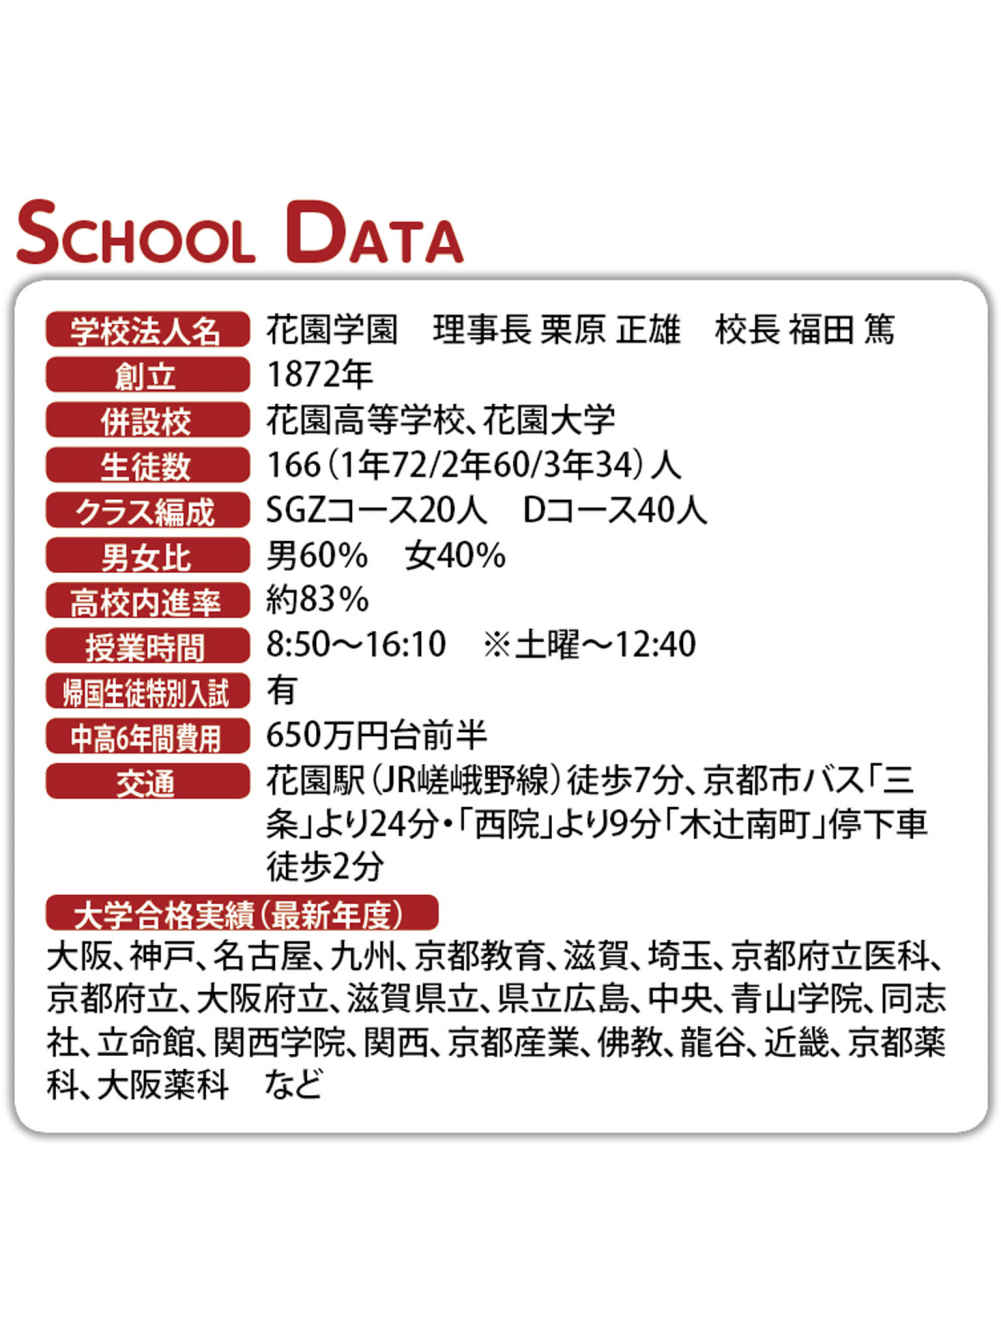 SCHOOL DATA
学校法人名 花園学園　理事長 栗原 正雄　校長 福田 篤
創立 1872年
併設校 花園高等学校、花園大学
生徒数 166（1年72/2年60/3年34）人
クラス編成 SGZコース20人　Dコース40人
男女比 男60%　女40%
高校内進率 約83%
授業時間 8:50〜16:10　※土曜〜12:40
帰国生徒特別入試 有
中高6年間費用 650万円台前半
交通 花園駅（JR嵯峨野線）徒歩7分、京都市バス「三
条」より24分・「西院」より9分「木辻南町」停下車
徒歩2分
大学合格実績（最新年度）
大阪、神戸、名古屋、九州、京都教育、滋賀、埼玉、京都府立医科、
京都府立、大阪府立、滋賀県立、県立広島、中央、青山学院、同志
社、立命館、関西学院、関西、京都産業、佛教、龍谷、近畿、京都薬
科、大阪薬科　など